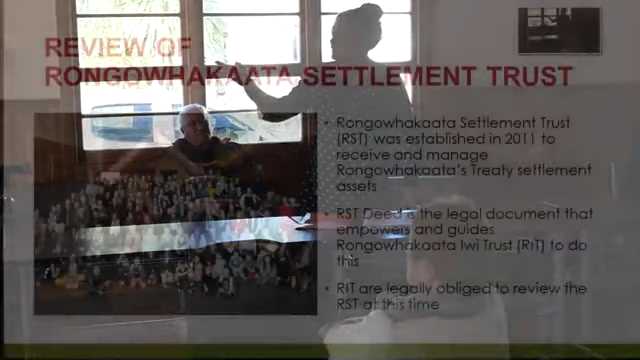 REVIEW OF
RONGOWHAKAATA SETTLEMENT TRUST
• Rongowhakaata Settlement Trust
(RST) was established in 2011 to
receive and manage
Rongowhakaata's Treaty settlement
assets
• RST Deed is the legal document that
empowers and guides
Rongowhakaata Iwi Trust (RIT) to do
this
• RIT are legally obliged to review the
RST at this time